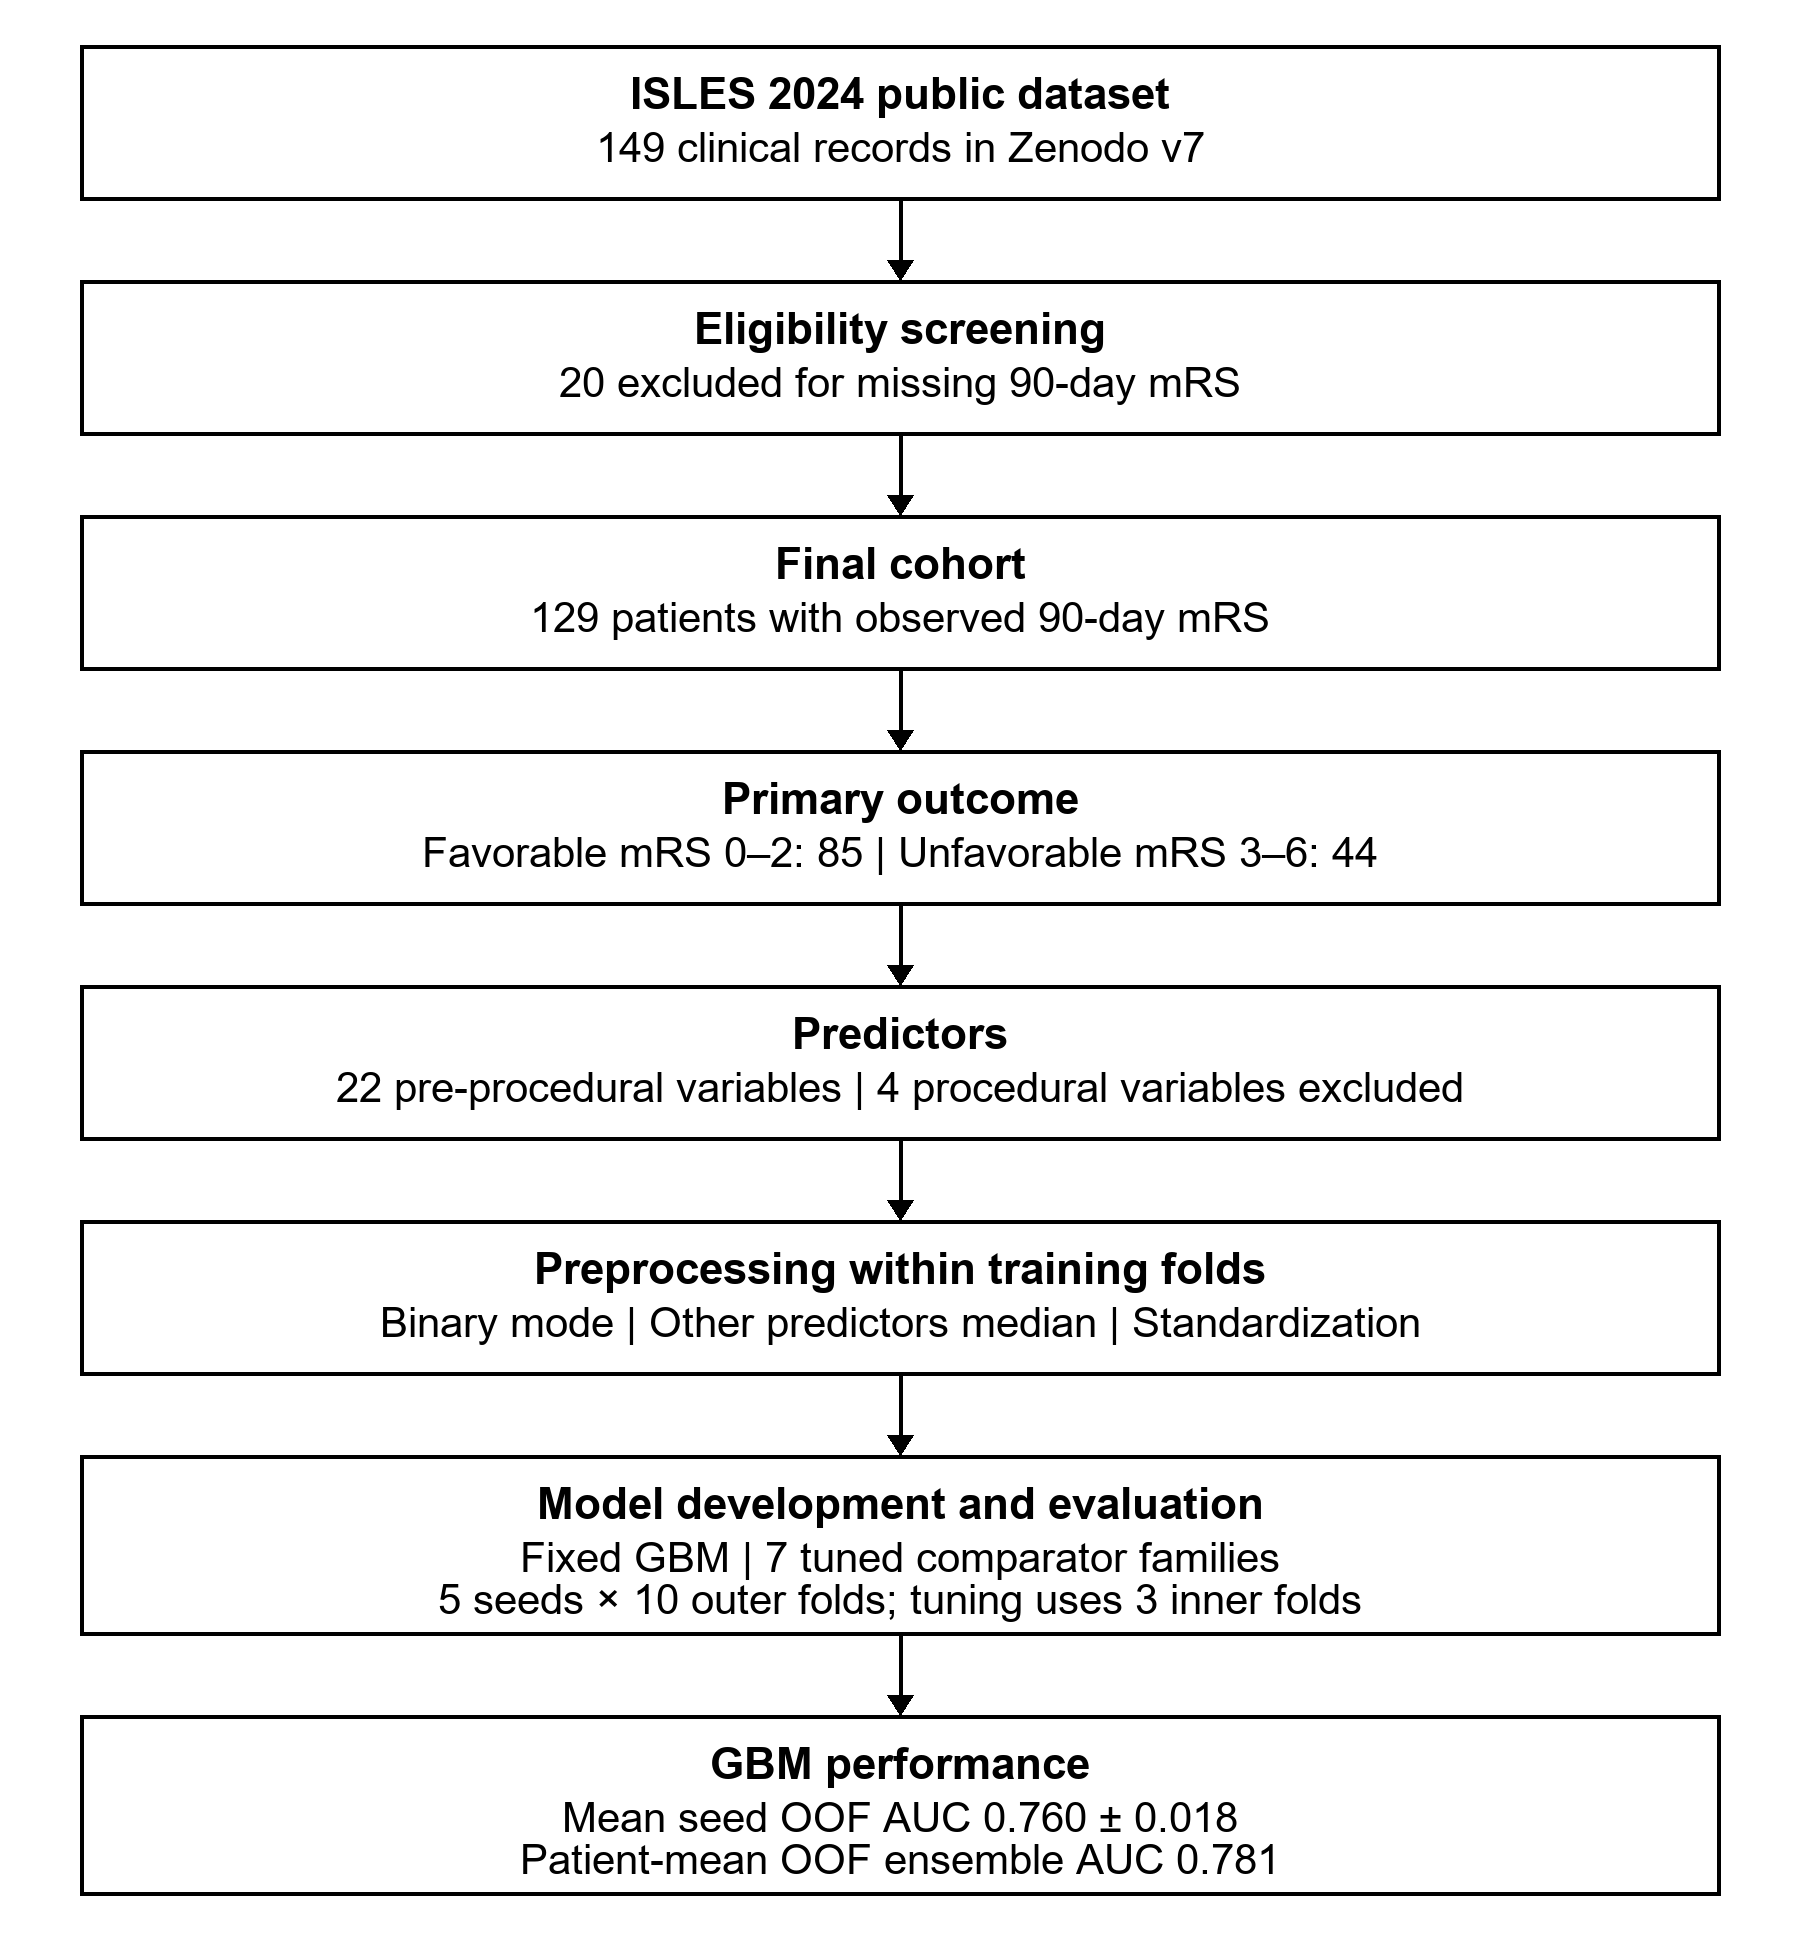 ISLES 2024 public dataset
149 clinical records in Zenodo v7
Eligibility screening
20 excluded for missing 90-day mRS
Final cohort
129 patients with observed 90-day mRS
Primary outcome
Favorable mRS 0–2: 85 | Unfavorable mRS 3–6: 44
Predictors
22 pre-procedural variables | 4 procedural variables excluded
Preprocessing within training folds
Binary mode | Other predictors median | Standardization
Model development and evaluation
Fixed GBM | 7 tuned comparator families
5 seeds × 10 outer folds; tuning uses 3 inner folds
GBM performance
Mean seed OOF AUC 0.760 ± 0.018
Patient-mean OOF ensemble AUC 0.781